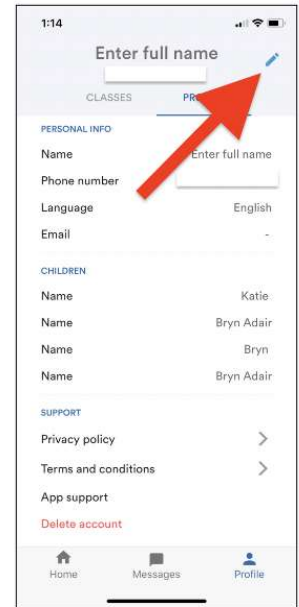 1:14
Enter full name
CLASSES
PERSONAL INFO
Name Enter full name
Phone number
Language English
Email -
CHILDREN
Name Katie
Name Bryn Adair
Name Bryn
Name Bryn Adair
SUPPORT
Privacy policy
Terms and conditions
App support
Delete account
Home Messages Profile